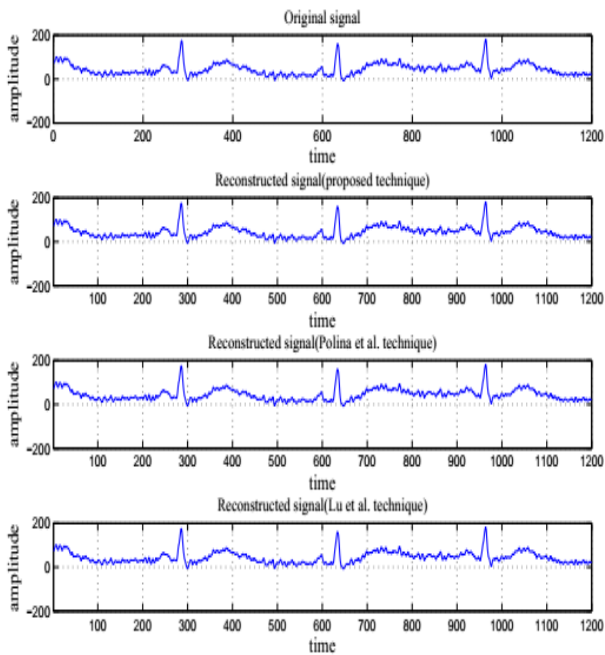 Original signal
200
0
−200
amplitude
0 200 400 600 800 1000 1200
time
Reconstructed signal(proposed technique)
200
0
−200
amplitude
100 200 300 400 500 600 700 800 900 1000 1100 1200
time
Reconstructed signal(Polina et al. technique)
200
0
−200
amplitude
100 200 300 400 500 600 700 800 900 1000 1100 1200
time
Reconstructed signal(Lu et al. technique)
200
0
−200
amplitude
100 200 300 400 500 600 700 800 900 1000 1100 1200
time